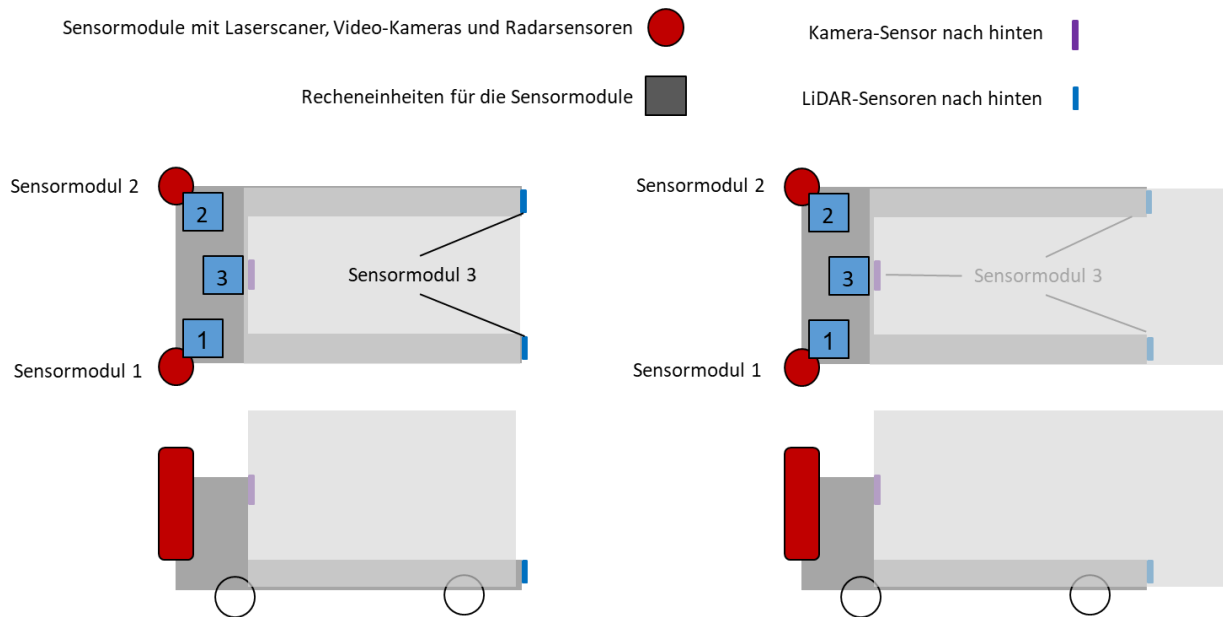 Sensormodule mit Laserscaner, Video-Kameras und Radarsensoren
Kamera-Sensor nach hinten
Recheneinheiten für die Sensormodule
LiDAR-Sensoren nach hinten
Sensormodul 2
2
3
Sensormodul 3
1
Sensormodul 1
Sensormodul 2
2
3
Sensormodul 3
1
Sensormodul 1